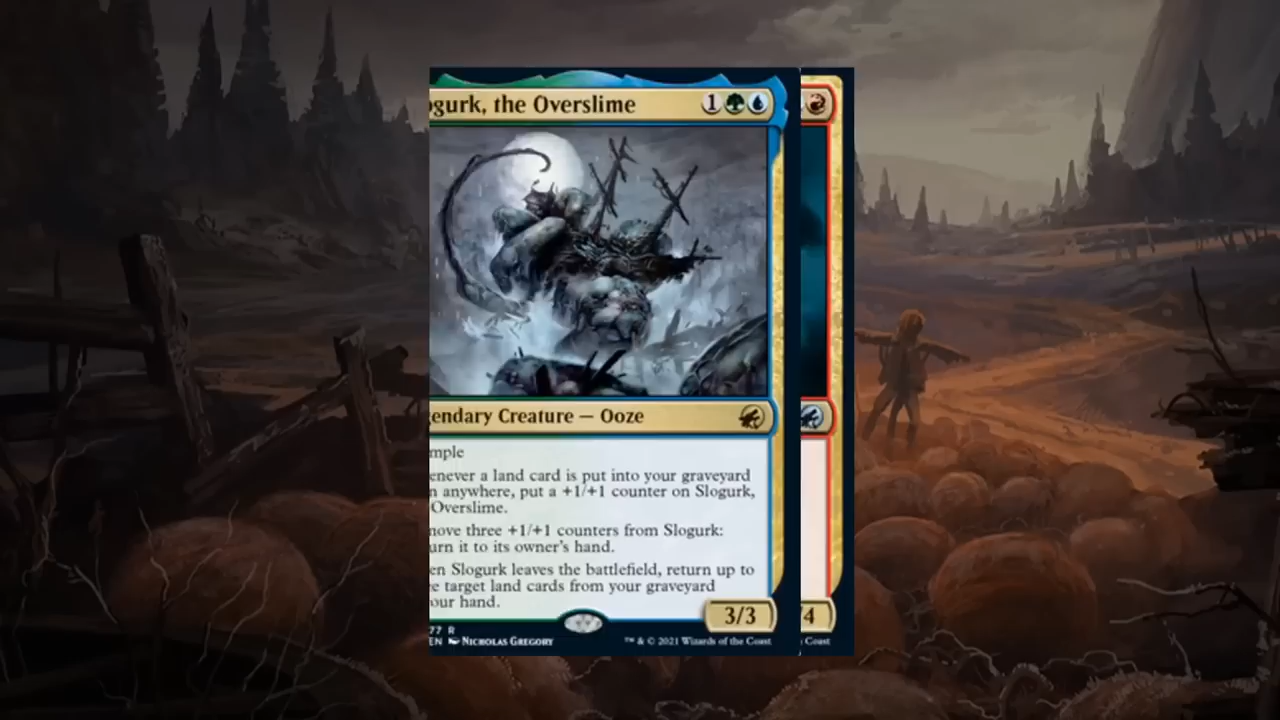 ogurk, the Overslime 1
endary Creature — Ooze
mple
enever a land card is put into your graveyard
n anywhere, put a +1/+1 counter on Slogurk,
Overslime.
nove three +1/+1 counters from Slogurk:
urn it to its owner's hand.
en Slogurk leaves the battlefield, return up to
e target land cards from your graveyard
our hand.
3/3
/4
77 R
EN Nicholas Gregory
™ & © 2021 Wizards of the Coast
Coast